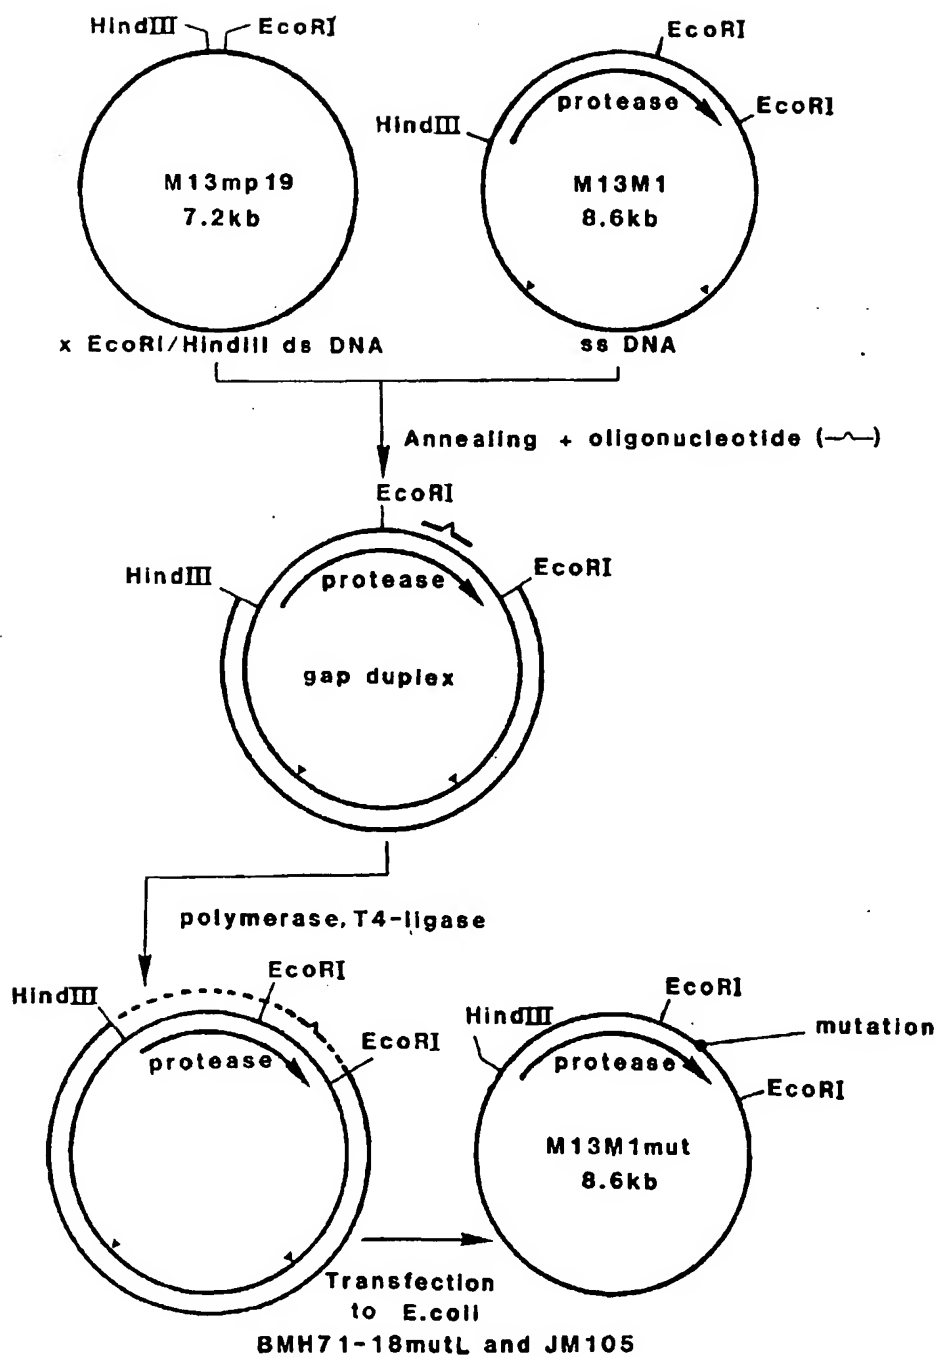 HindIII EcoRI
M13mp19
7.2kb
x EcoRI/HindIII ds DNA
EcoRI
protease
EcoRI
HindIII
M13M1
8.6kb
ss DNA
Annealing + oligonucleotide ( )
EcoRI
HindIII
protease
EcoRI
gap duplex
polymerase, T4-ligase
EcoRI
HindIII
protease
EcoRI
Transfection
to E.coli
BMH71-18mutL and JM105
EcoRI
HindIII
mutation
protease
EcoRI
M13M1mut
8.6kb